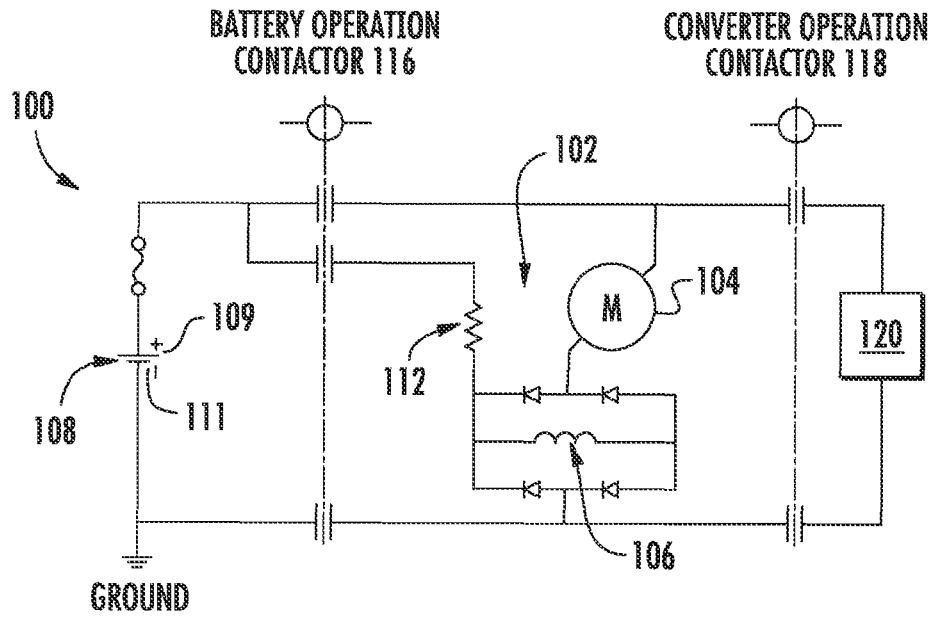 BATTERY OPERATION
CONTACTOR 116
CONVERTER OPERATION
CONTACTOR 118
100
102
M
104
109
+
120
112
108
111
-
106
GROUND